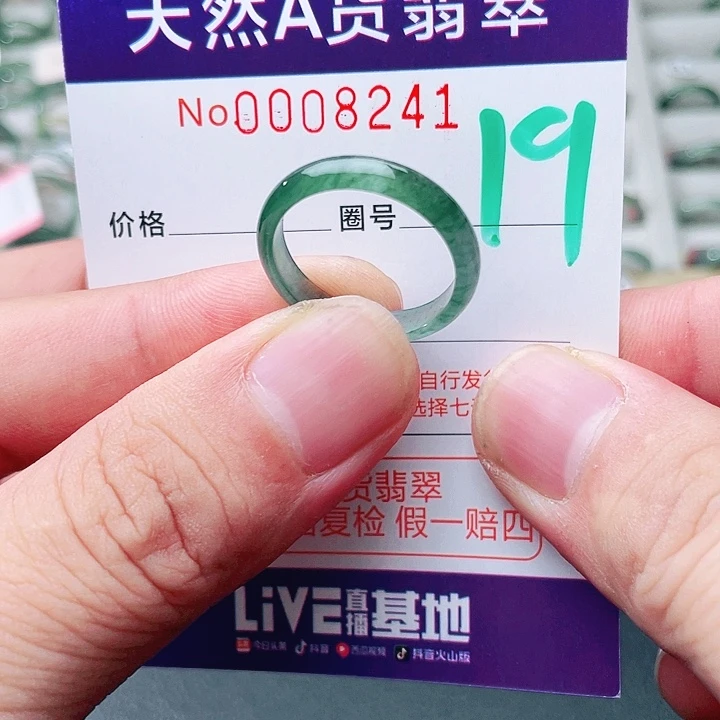 天然A货翡翠
No.0008241
19
价格 圈号
自行发
选择七
货翡翠
复检 假一赔四
LiVE直播基地
今日头条 抖音 西瓜视频 抖音火山版